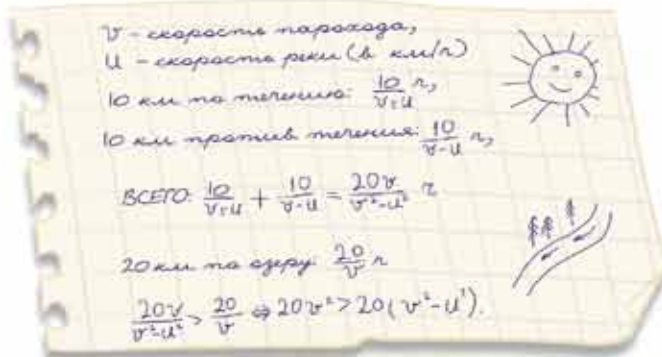 v - скорость парохода,
u - скорость реки (в км/ч)
10 км по течению: 10/(v+u) ч,
10 км против течения: 10/(v-u) ч,
ВСЕГО: 10/(v+u) + 10/(v-u) = 20v/(v²-u²) ч
20 км по озеру: 20/v ч
20v/(v²-u²) > 20/v ⇔ 20v² > 20(v²-u²).